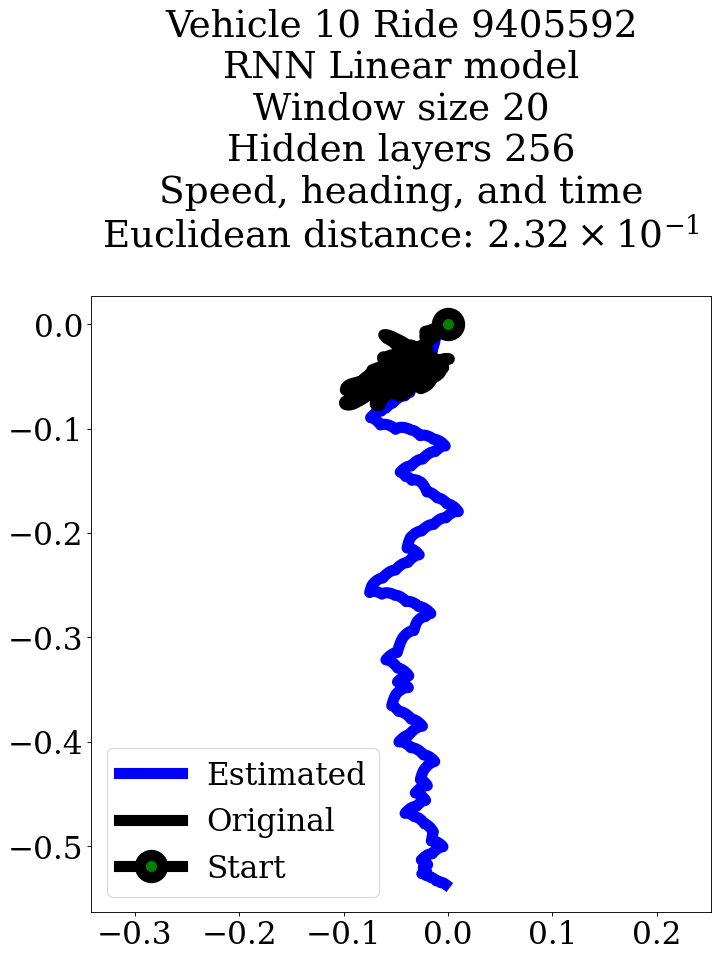 Vehicle 10 Ride 9405592
RNN Linear model
Window size 20
Hidden layers 256
Speed, heading, and time
Euclidean distance: 2.32 × 10⁻¹
0.0
−0.1
−0.2
−0.3
−0.4
−0.5
Estimated
Original
Start
−0.3 −0.2 −0.1 0.0 0.1 0.2